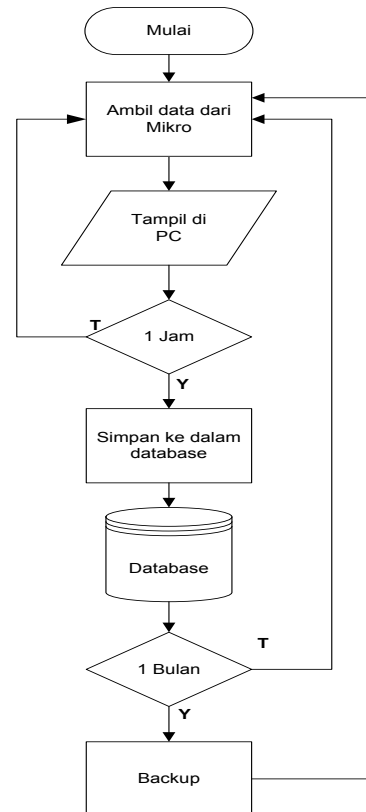 Mulai
Ambil data dari
Mikro
Tampil di
PC
T
1 Jam
Y
Simpan ke dalam
database
Database
T
1 Bulan
Y
Backup